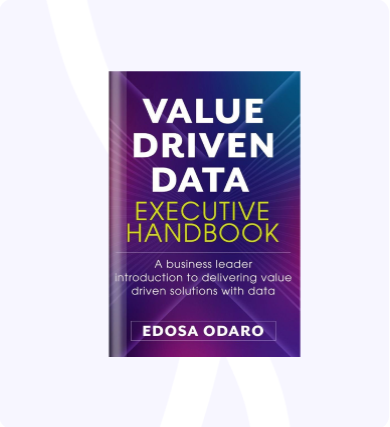 VALUE
DRIVEN
DATA
EXECUTIVE
HANDBOOK
A business leader
introduction to delivering value
driven solutions with data
EDOSA ODARO